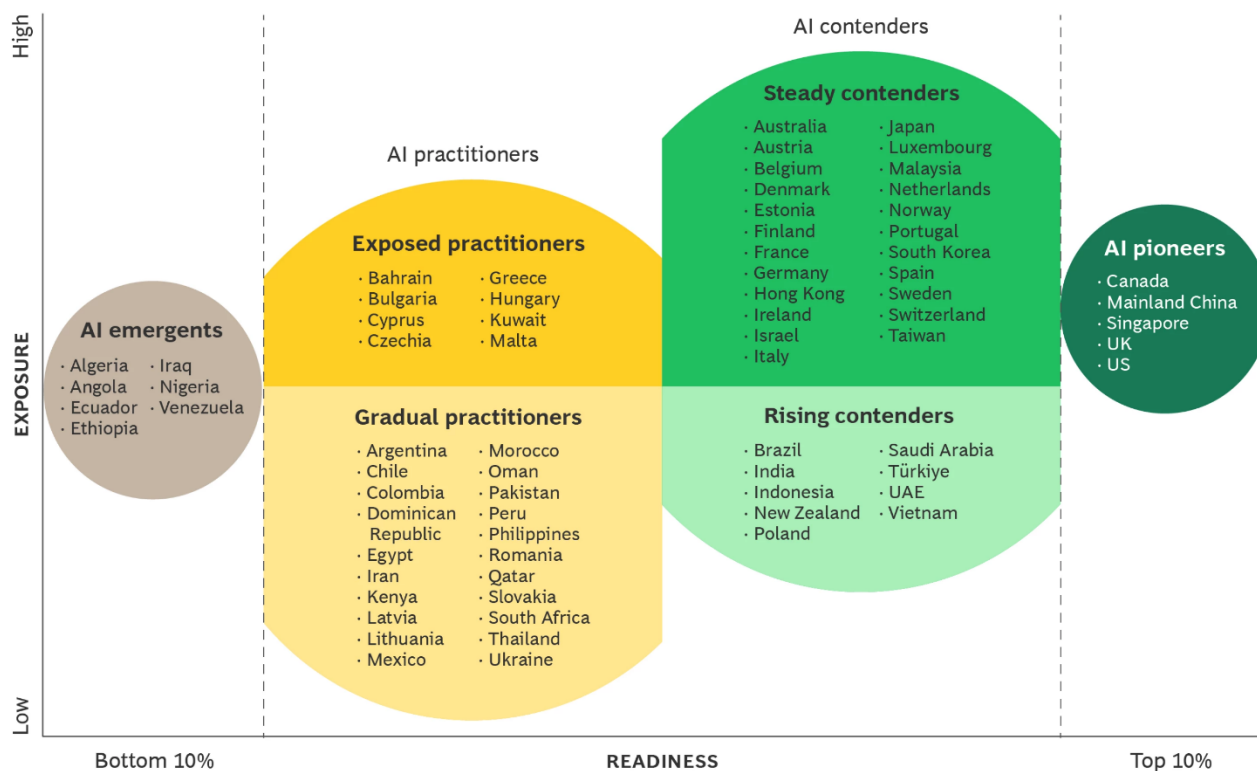 High
EXPOSURE
Low
AI emergents
· Algeria
· Angola
· Ecuador
· Ethiopia
· Iraq
· Nigeria
· Venezuela
AI practitioners
Exposed practitioners
· Bahrain
· Bulgaria
· Cyprus
· Czechia
· Greece
· Hungary
· Kuwait
· Malta
Gradual practitioners
· Argentina
· Chile
· Colombia
· Dominican
Republic
· Egypt
· Iran
· Kenya
· Latvia
· Lithuania
· Mexico
· Morocco
· Oman
· Pakistan
· Peru
· Philippines
· Romania
· Qatar
· Slovakia
· South Africa
· Thailand
· Ukraine
AI contenders
Steady contenders
· Australia
· Austria
· Belgium
· Denmark
· Estonia
· Finland
· France
· Germany
· Hong Kong
· Ireland
· Israel
· Italy
· Japan
· Luxembourg
· Malaysia
· Netherlands
· Norway
· Portugal
· South Korea
· Spain
· Sweden
· Switzerland
· Taiwan
Rising contenders
· Brazil
· India
· Indonesia
· New Zealand
· Poland
· Saudi Arabia
· Türkiye
· UAE
· Vietnam
AI pioneers
· Canada
· Mainland China
· Singapore
· UK
· US
Bottom 10%
READINESS
Top 10%